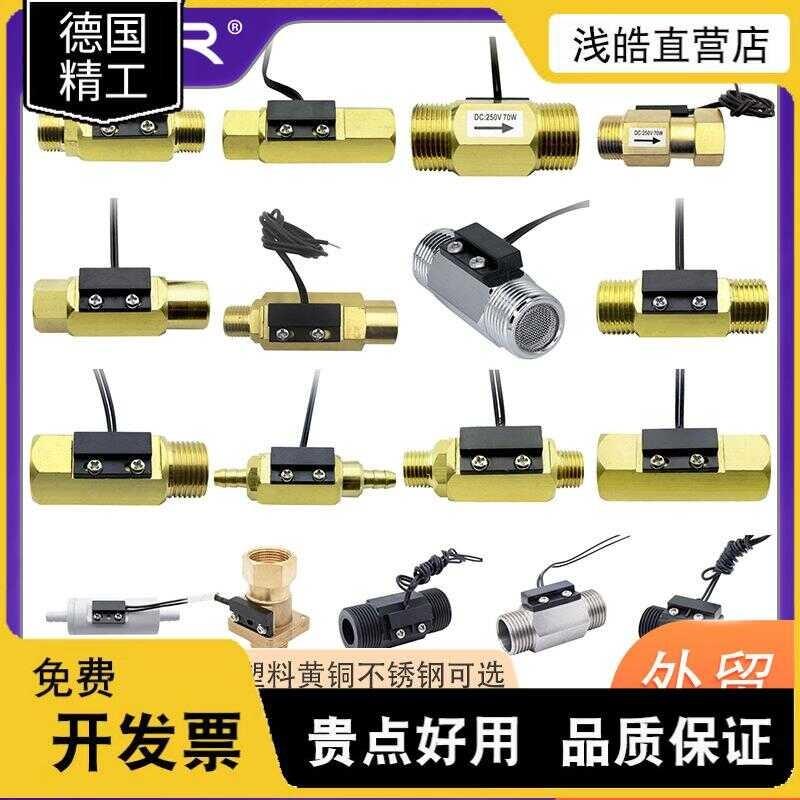 R®
德国
精工
浅皓直营店
DC:250V 70W
DC:250V 70W
塑料黄铜不锈钢可选
外留
免费
开发票
贵点好用 品质保证